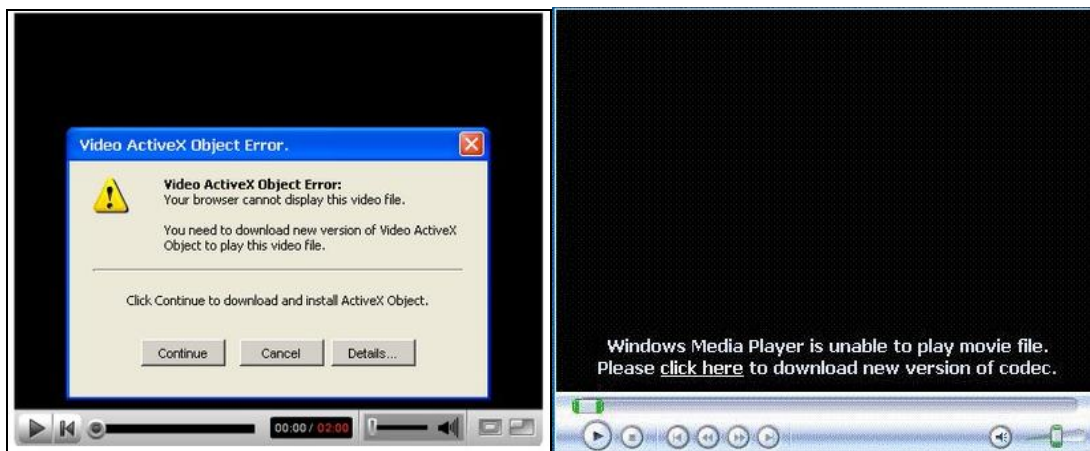 Video ActiveX Object Error.
Video ActiveX Object Error:
Your browser cannot display this video file.
You need to download new version of Video ActiveX
Object to play this video file.
Click Continue to download and install ActiveX Object.
Continue
Cancel
Details...
00:00 / 02:00
Windows Media Player is unable to play movie file.
Please click here to download new version of codec.